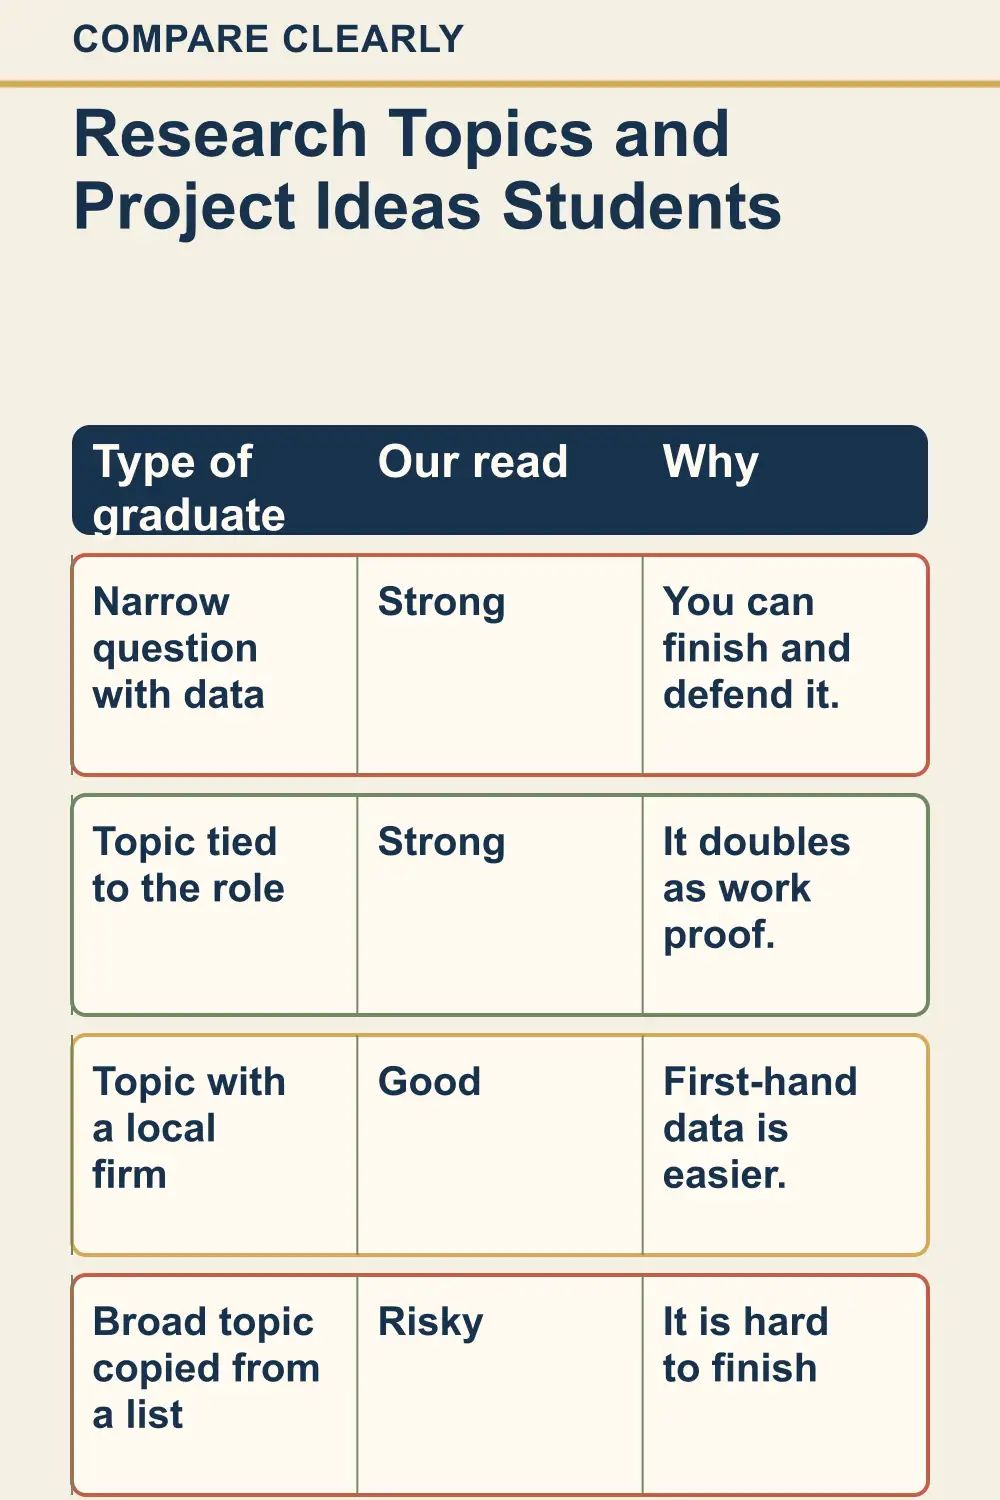 COMPARE CLEARLY
Research Topics and
Project Ideas Students
Type of
graduate
Our read
Why
Narrow
question
with data
Strong
You can
finish and
defend it.
Topic tied
to the role
Strong
It doubles
as work
proof.
Topic with
a local
firm
Good
First-hand
data is
easier.
Broad topic
copied from
a list
Risky
It is hard
to finish